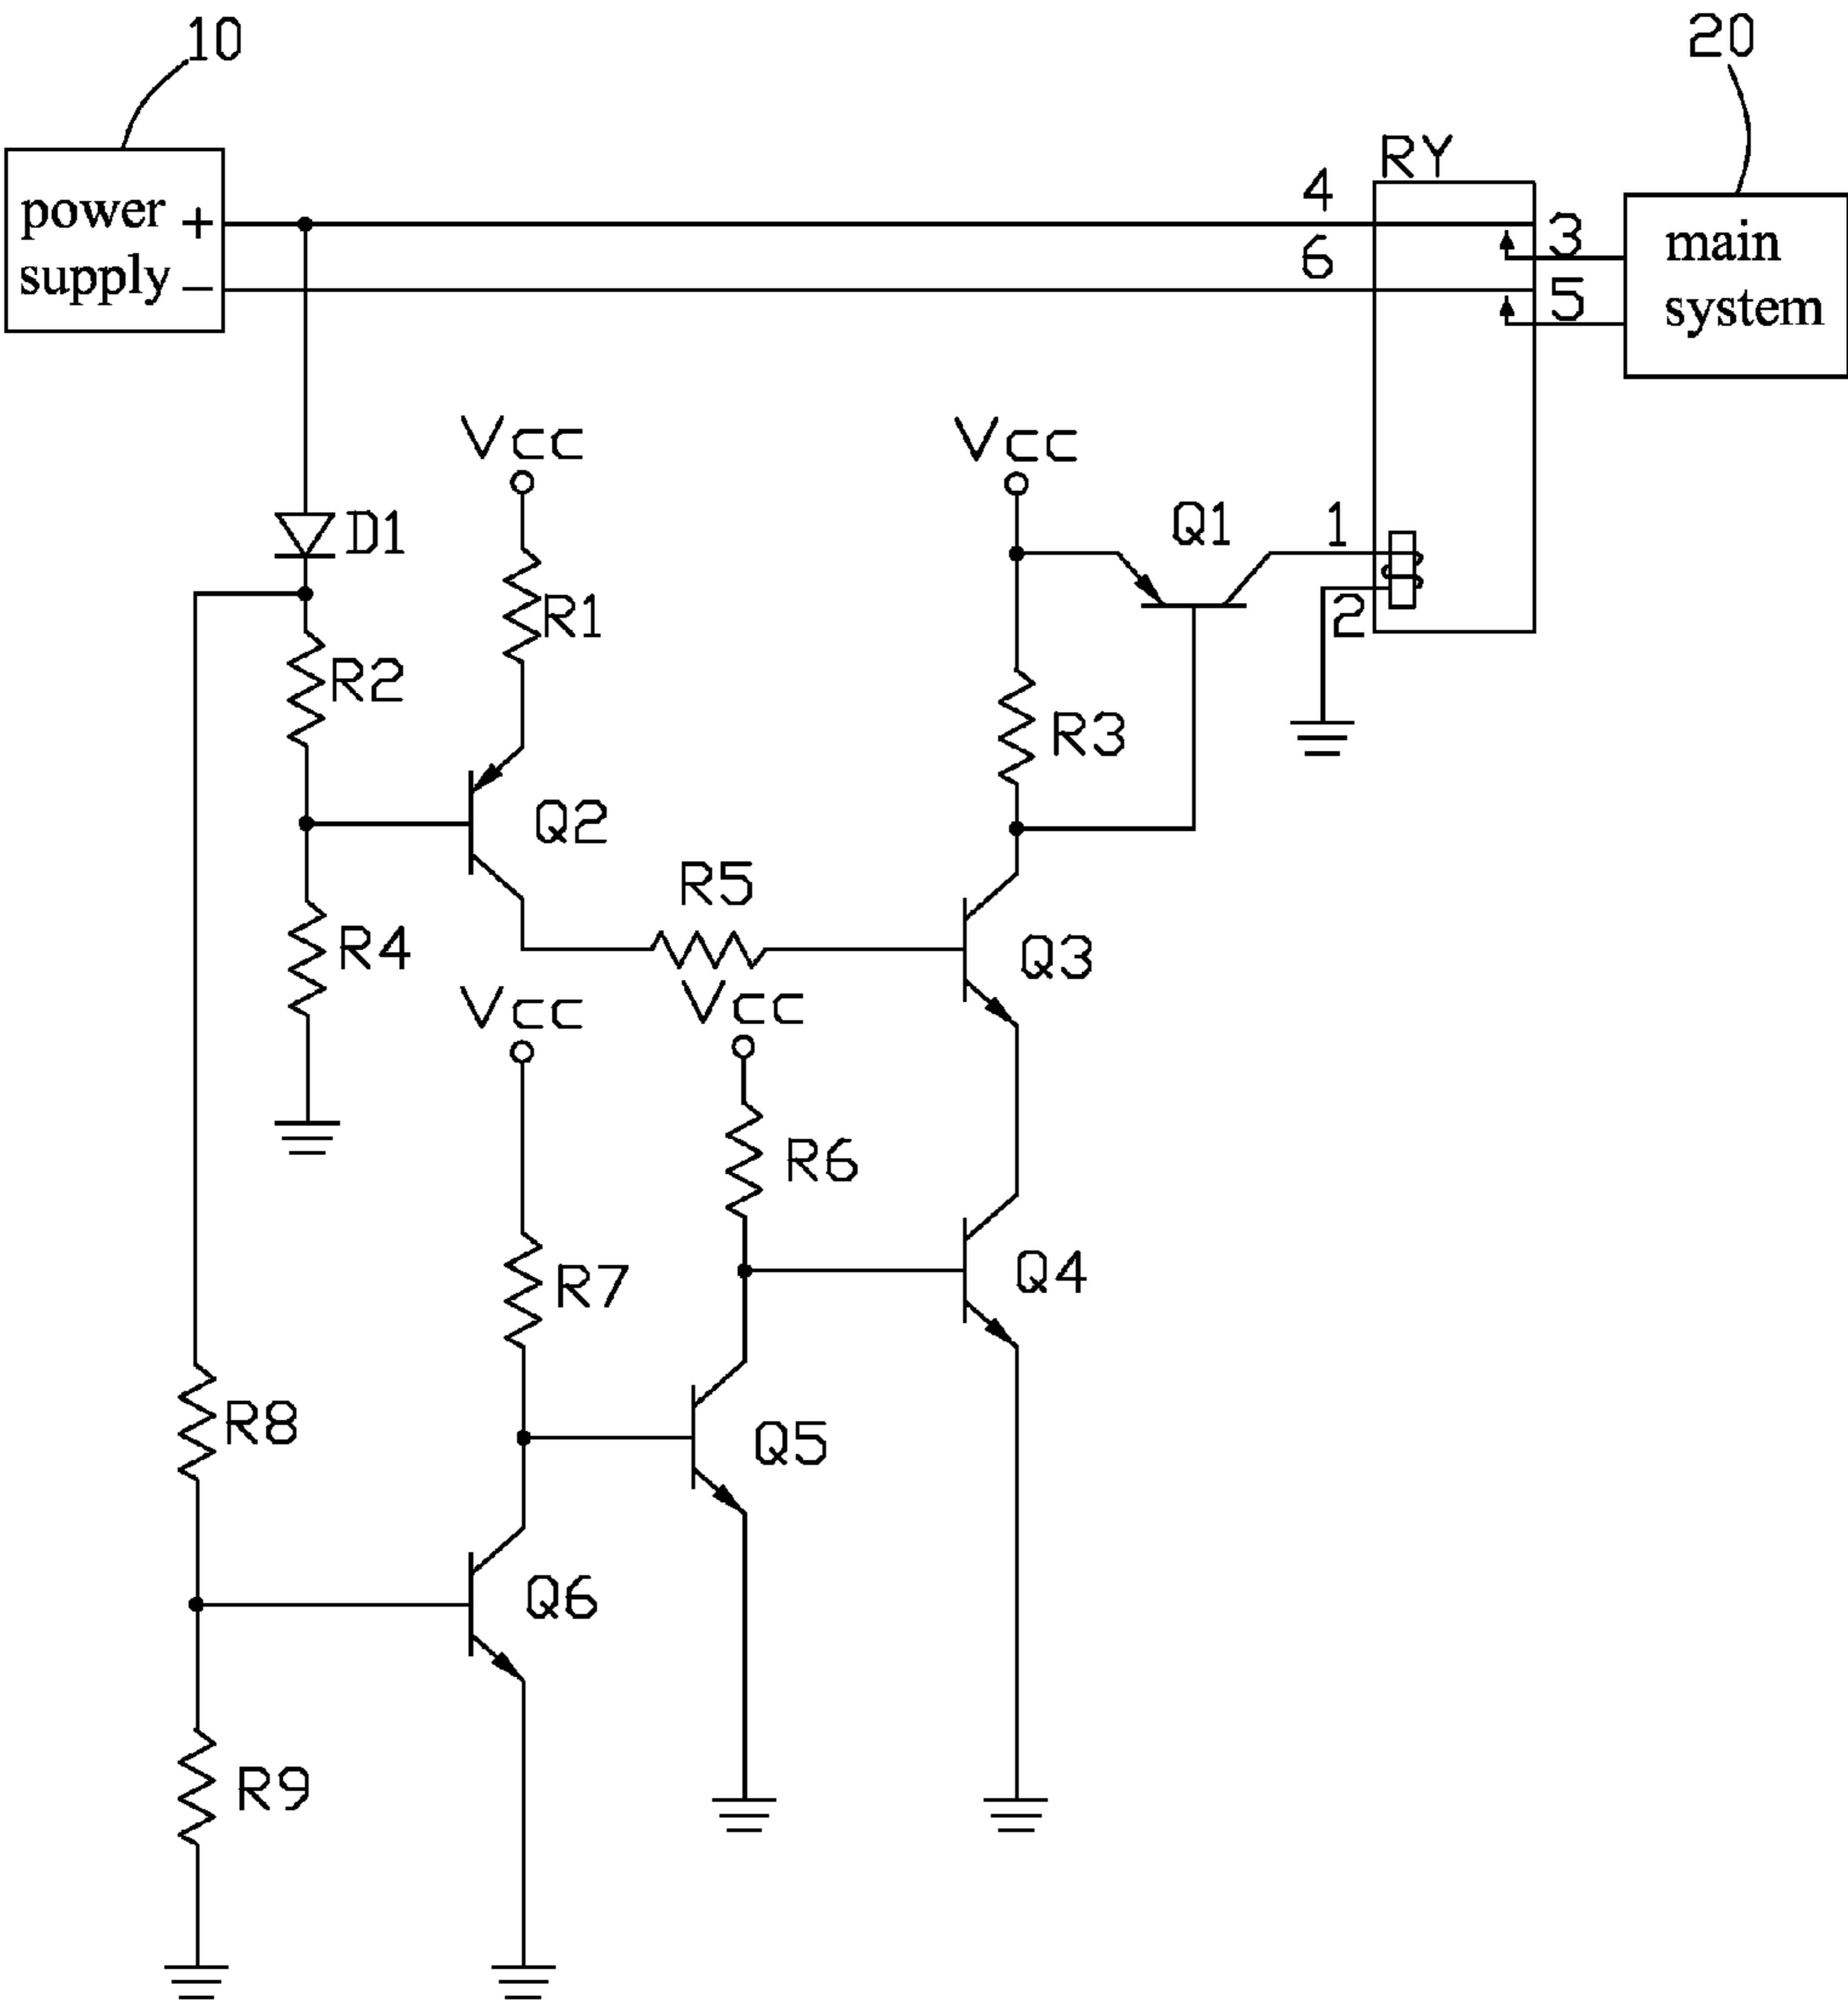 10
20
power +
supply -
RY
4
3
6
5
main
system
Vcc
Vcc
D1
Q1
1
R1
2
R2
R3
Q2
R5
R4
Q3
Vcc
Vcc
R6
R7
Q4
R8
Q5
Q6
R9